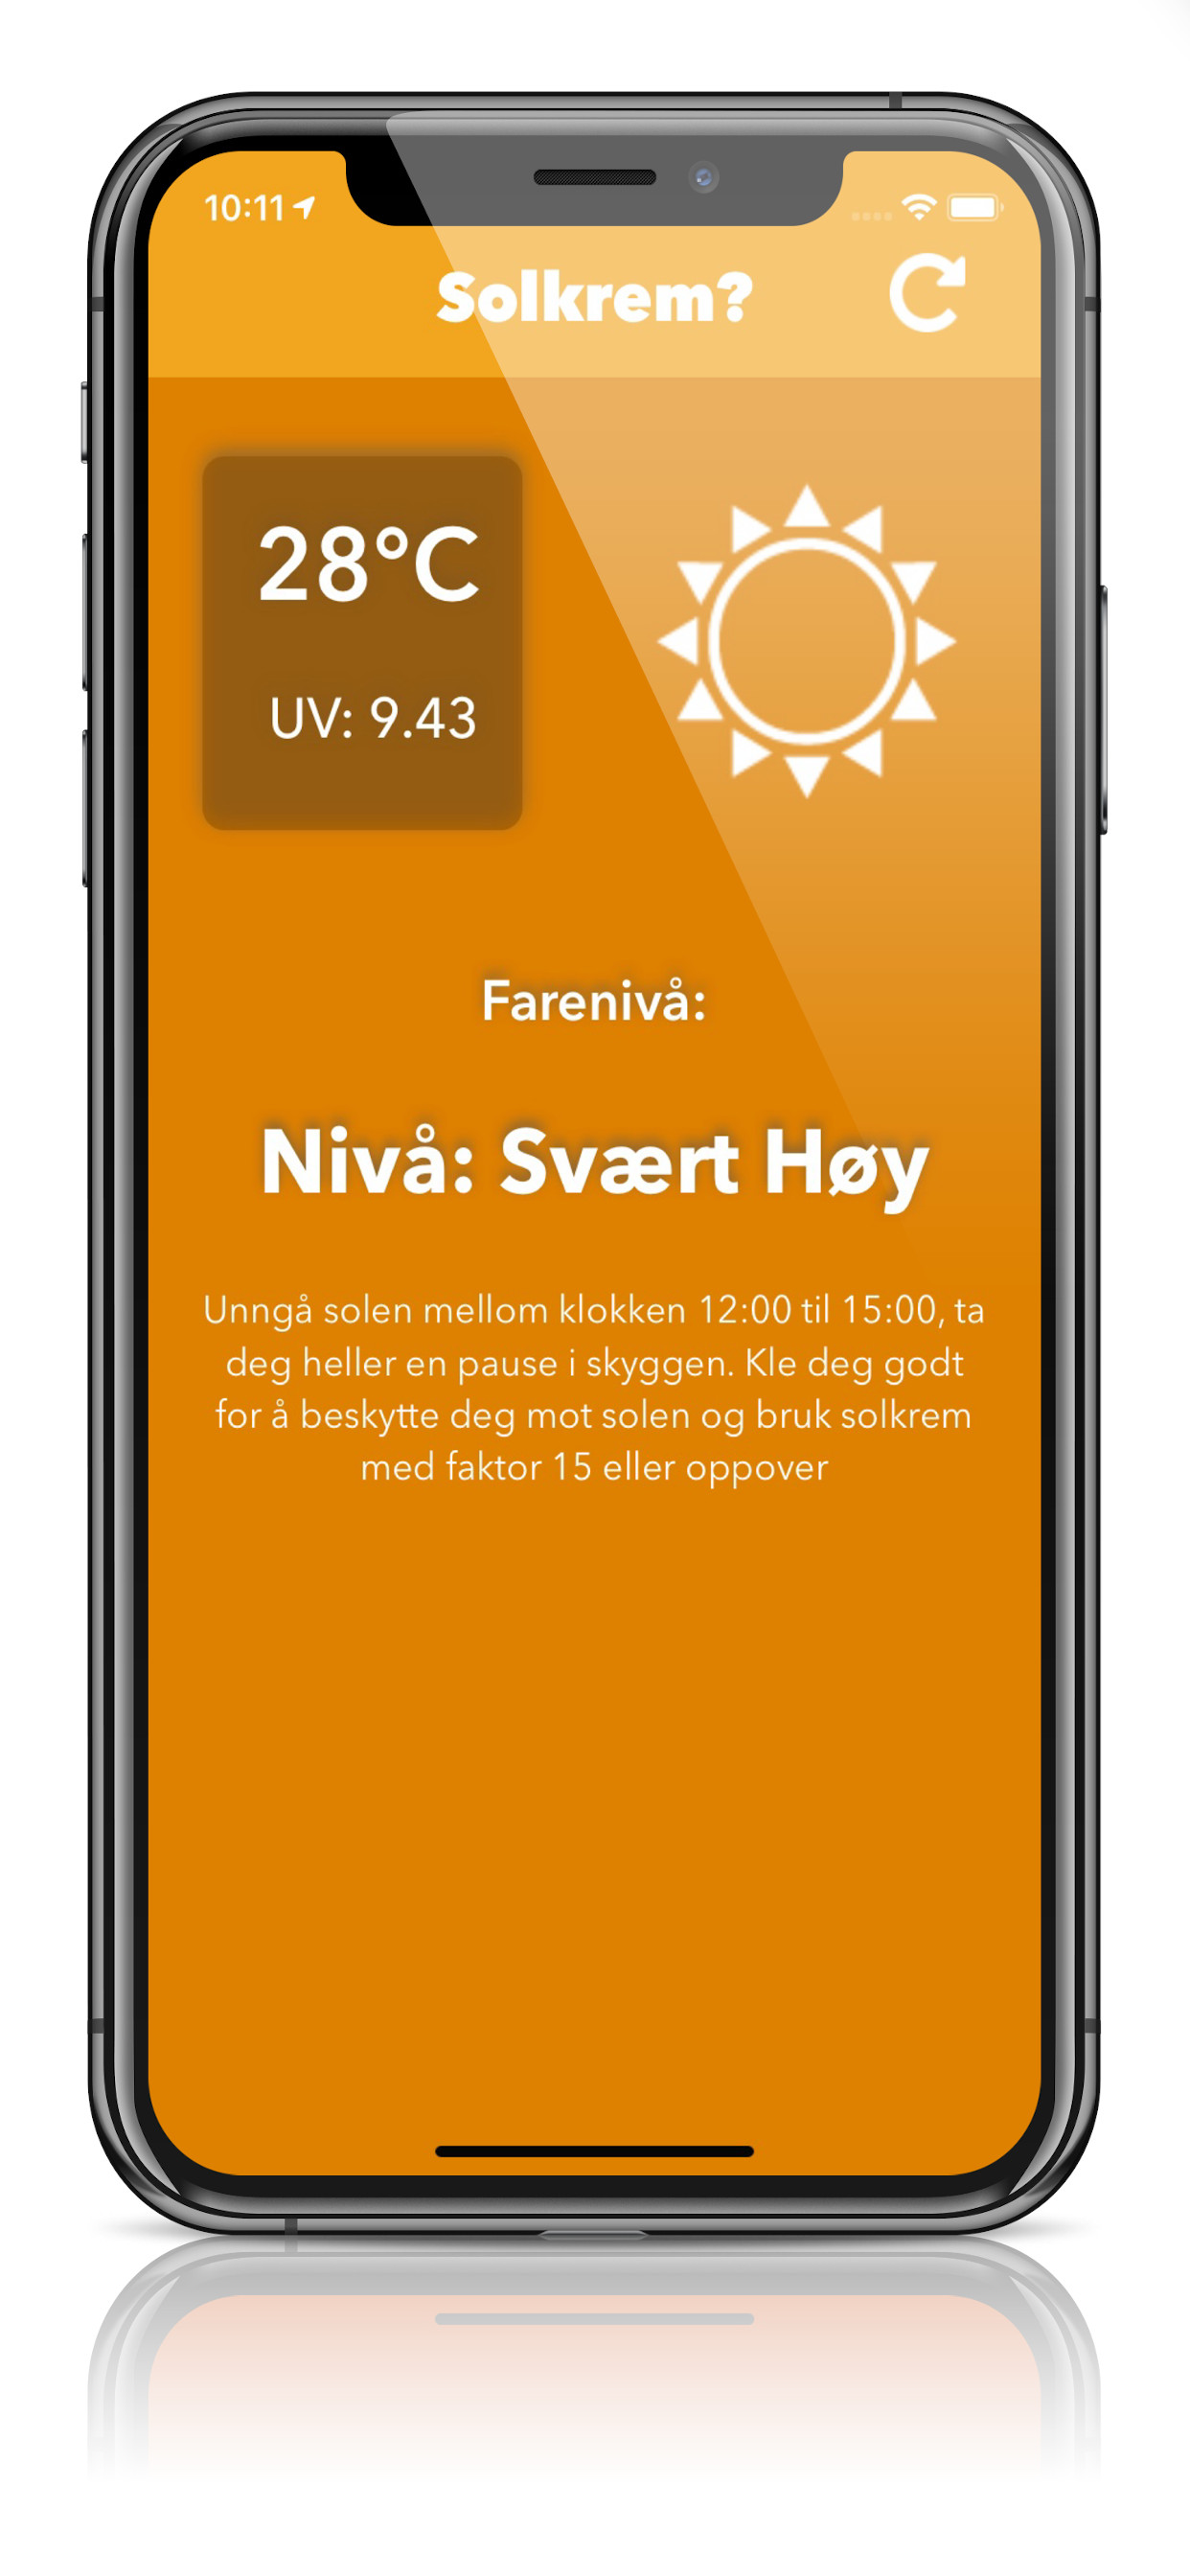 10:11
Solkrem?
28°C
UV: 9.43
Farenivå:
Nivå: Svært Høy
Unngå solen mellom klokken 12:00 til 15:00, ta
deg heller en pause i skyggen. Kle deg godt
for å beskytte deg mot solen og bruk solkrem
med faktor 15 eller oppover